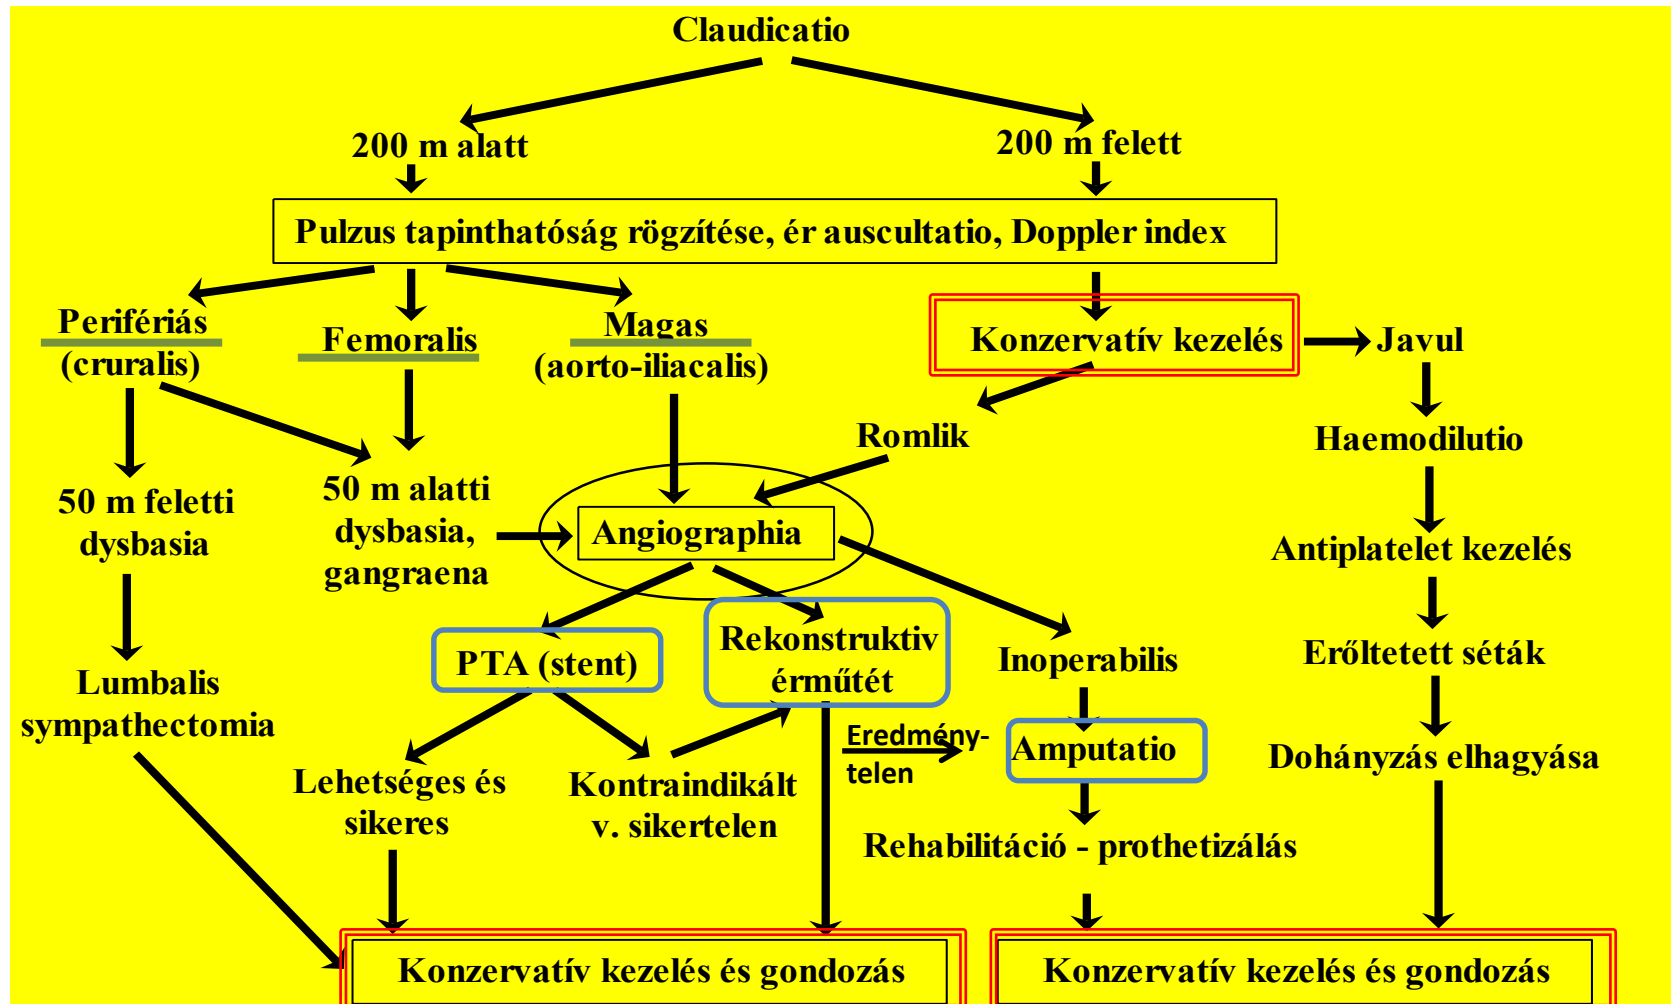 Claudicatio
200 m alatt
200 m felett
Pulzus tapinthatóság rögzítése, ér auscultatio, Doppler index
Perifériás
(cruralis)
Femoralis
Magas
(aorto-iliacalis)
Konzervatív kezelés
Javul
Romlik
Haemodilutio
50 m feletti
dysbasia
50 m alatti
dysbasia,
gangraena
Angiographia
Antiplatelet kezelés
PTA (stent)
Rekonstruktiv
érműtét
Inoperabilis
Erőltetett séták
Lumbalis
sympathectomia
Eredmény-
telen
Amputatio
Dohányzás elhagyása
Lehetséges és
sikeres
Kontraindikált
v. sikertelen
Rehabilitáció - prothetizálás
Konzervatív kezelés és gondozás
Konzervatív kezelés és gondozás